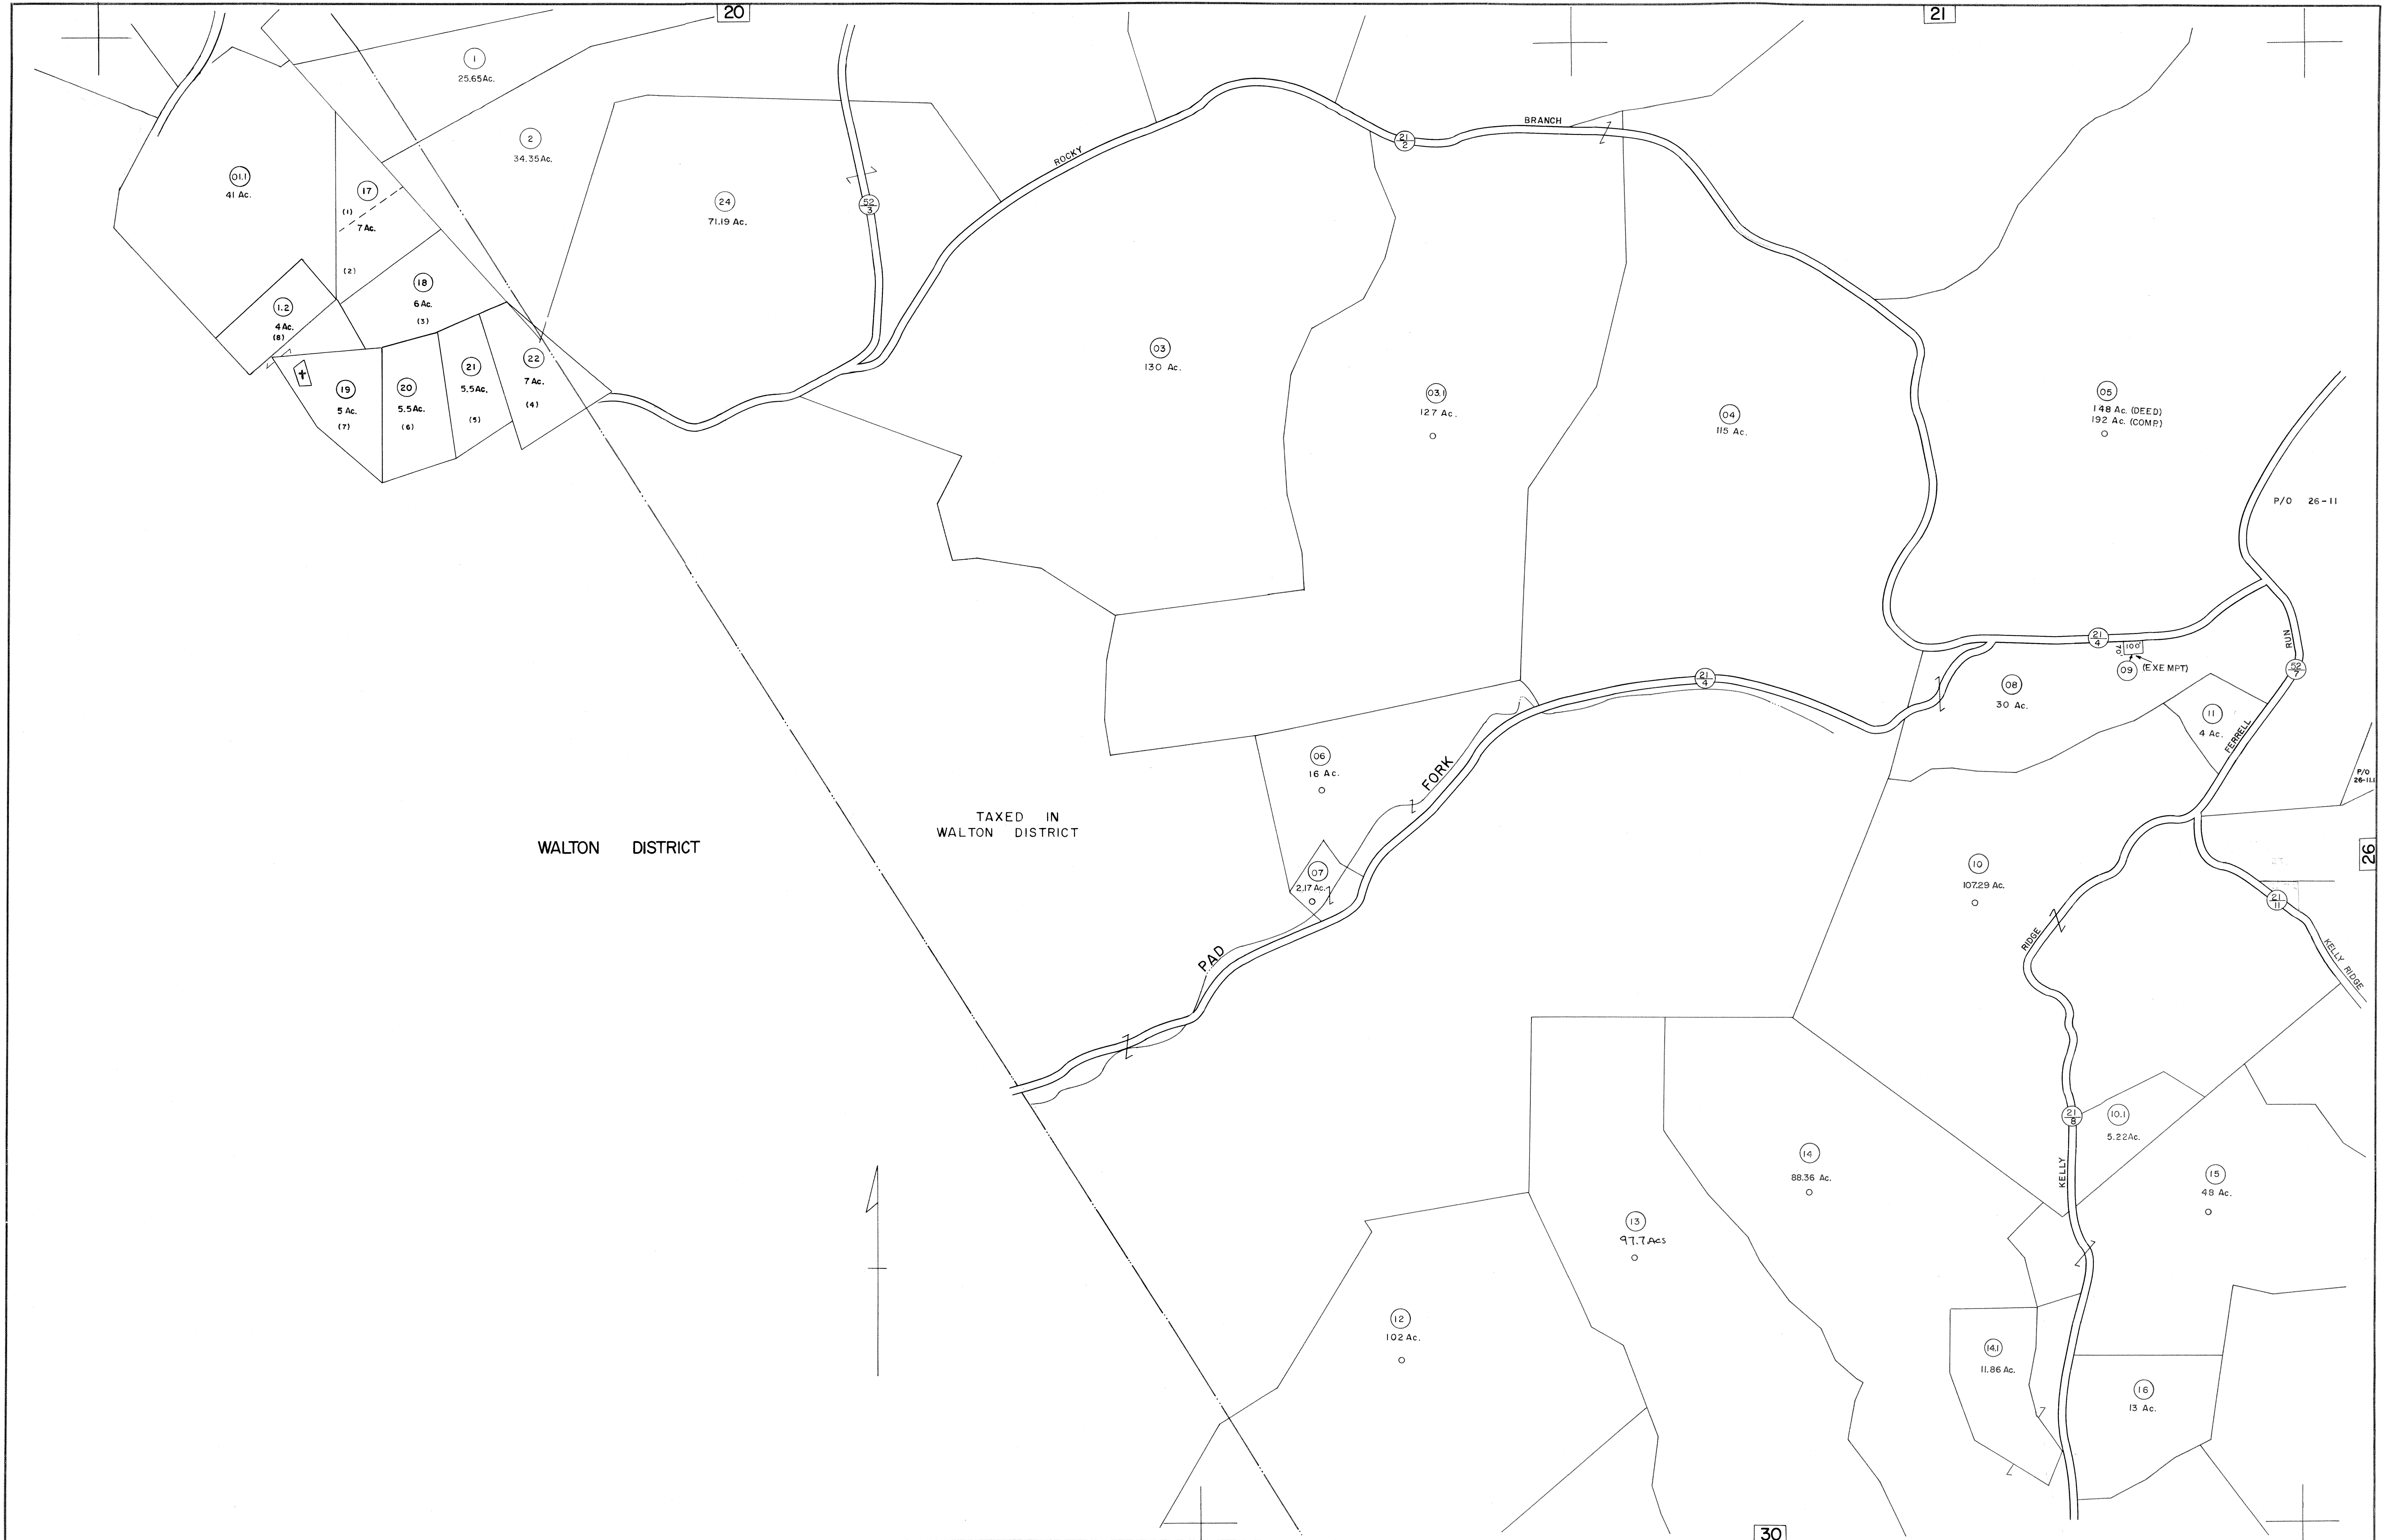 20
21
1
25.65Ac.
2
34.35Ac.
01.1
41 Ac.
17
(1)
7 Ac.
(2)
18
6 Ac.
(3)
1.2
4 Ac.
(8)
19
5 Ac.
(7)
20
5.5Ac.
(6)
21
5.5Ac.
(5)
22
7 Ac.
(4)
24
71.19 Ac.
52
3
ROCKY
21
2
BRANCH
03
130 Ac.
03.1
127 Ac.
04
115 Ac.
05
148 Ac. (DEED)
192 Ac. (COMP.)
P/O 26-11
21
4
100'
70'
09
(EXEMPT)
RUN
52
7
21
4
08
30 Ac.
11
4 Ac.
FERRELL
P/O
26-11.1
06
16 Ac.
FORK
07
2.17 Ac.
PAD
TAXED IN
WALTON DISTRICT
WALTON DISTRICT
26
23
10
107.29 Ac.
21
11
RIDGE
KELLY RIDGE
21
8
10.1
5.22Ac.
KELLY
14
88.36 Ac.
15
48 Ac.
13
97.7 Acs
12
102 Ac.
14.1
11.86 Ac.
16
13 Ac.
30